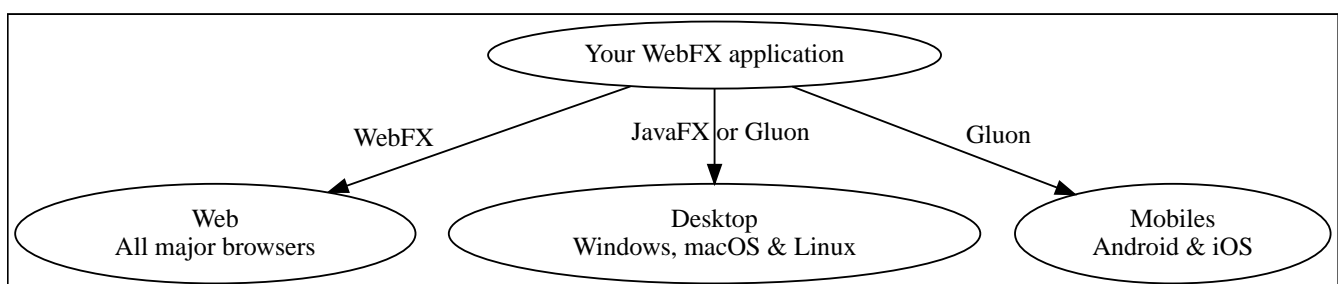 Your WebFX application
WebFX
JavaFX or Gluon
Gluon
Web
All major browsers
Desktop
Windows, macOS & Linux
Mobiles
Android & iOS